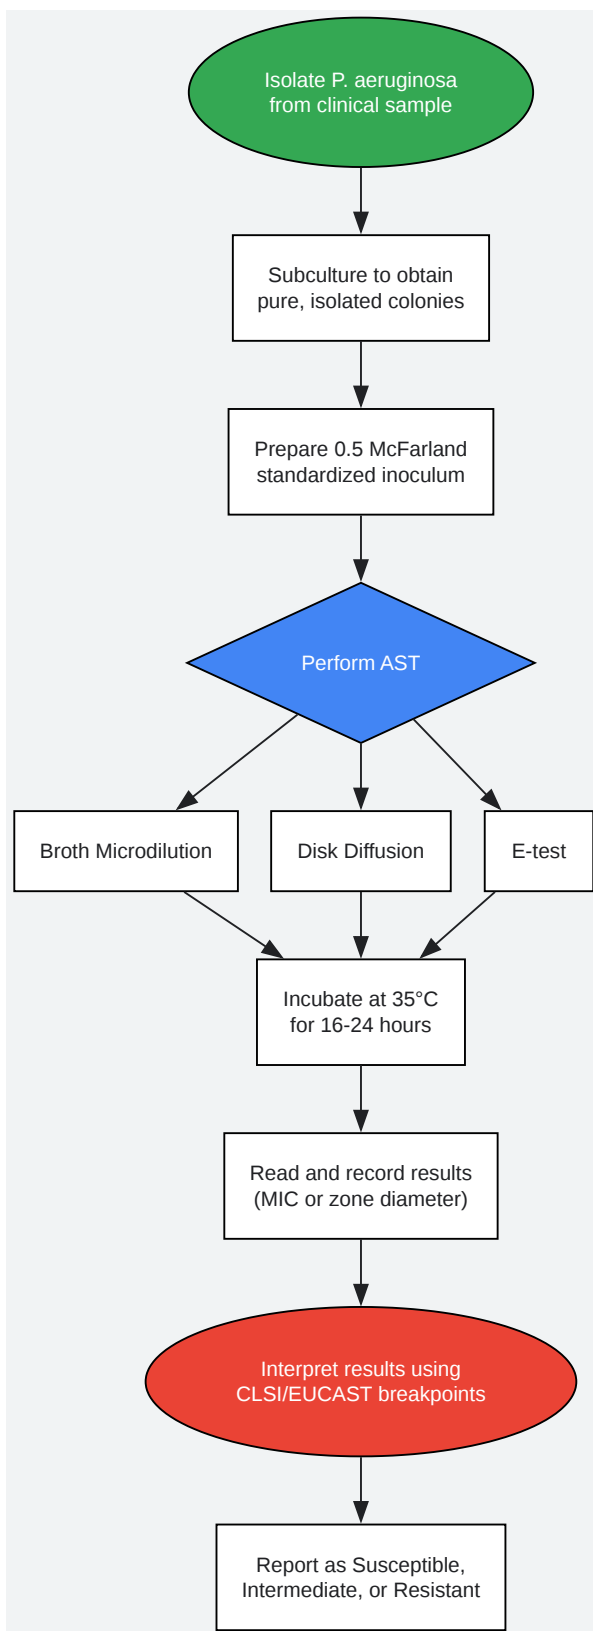 Isolate P. aeruginosa
from clinical sample
Subculture to obtain
pure, isolated colonies
Prepare 0.5 McFarland
standardized inoculum
Perform AST
Broth Microdilution
Disk Diffusion
E-test
Incubate at 35°C
for 16-24 hours
Read and record results
(MIC or zone diameter)
Interpret results using
CLSI/EUCAST breakpoints
Report as Susceptible,
Intermediate, or Resistant